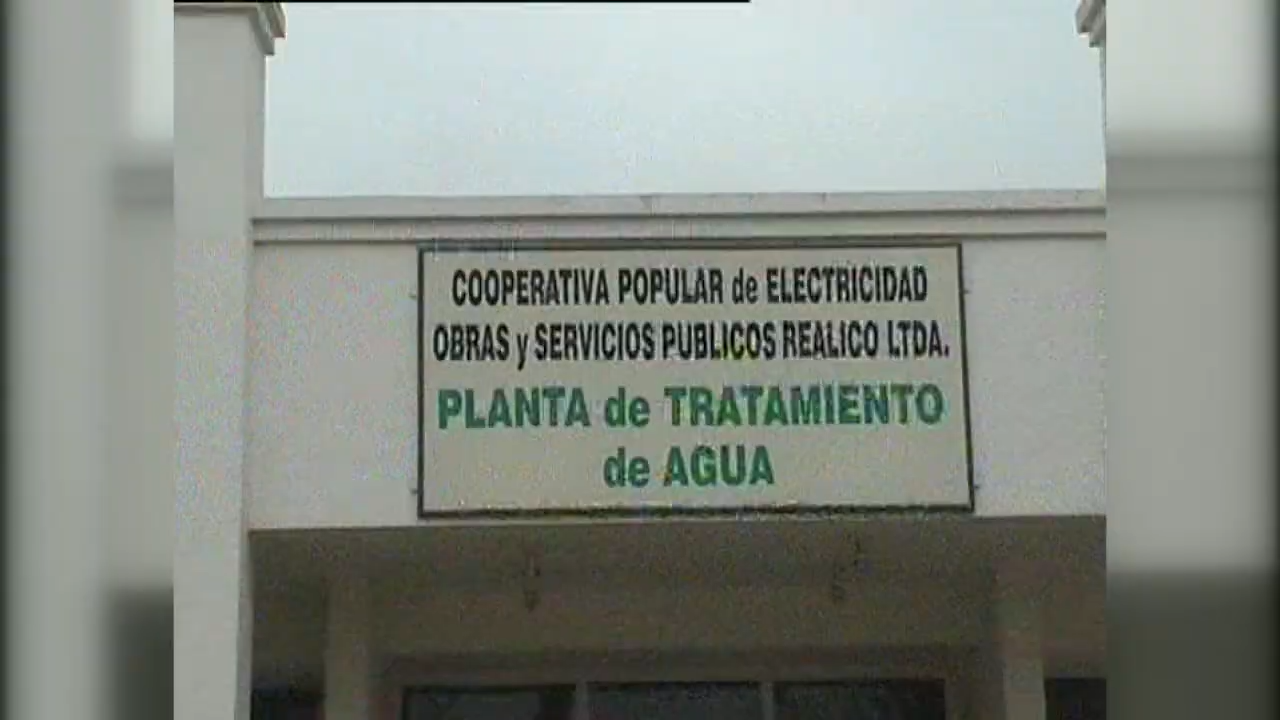 COOPERATIVA POPULAR de ELECTRICIDAD
OBRAS y SERVICIOS PUBLICOS REALICO LTDA.
PLANTA de TRATAMIENTO
de AGUA